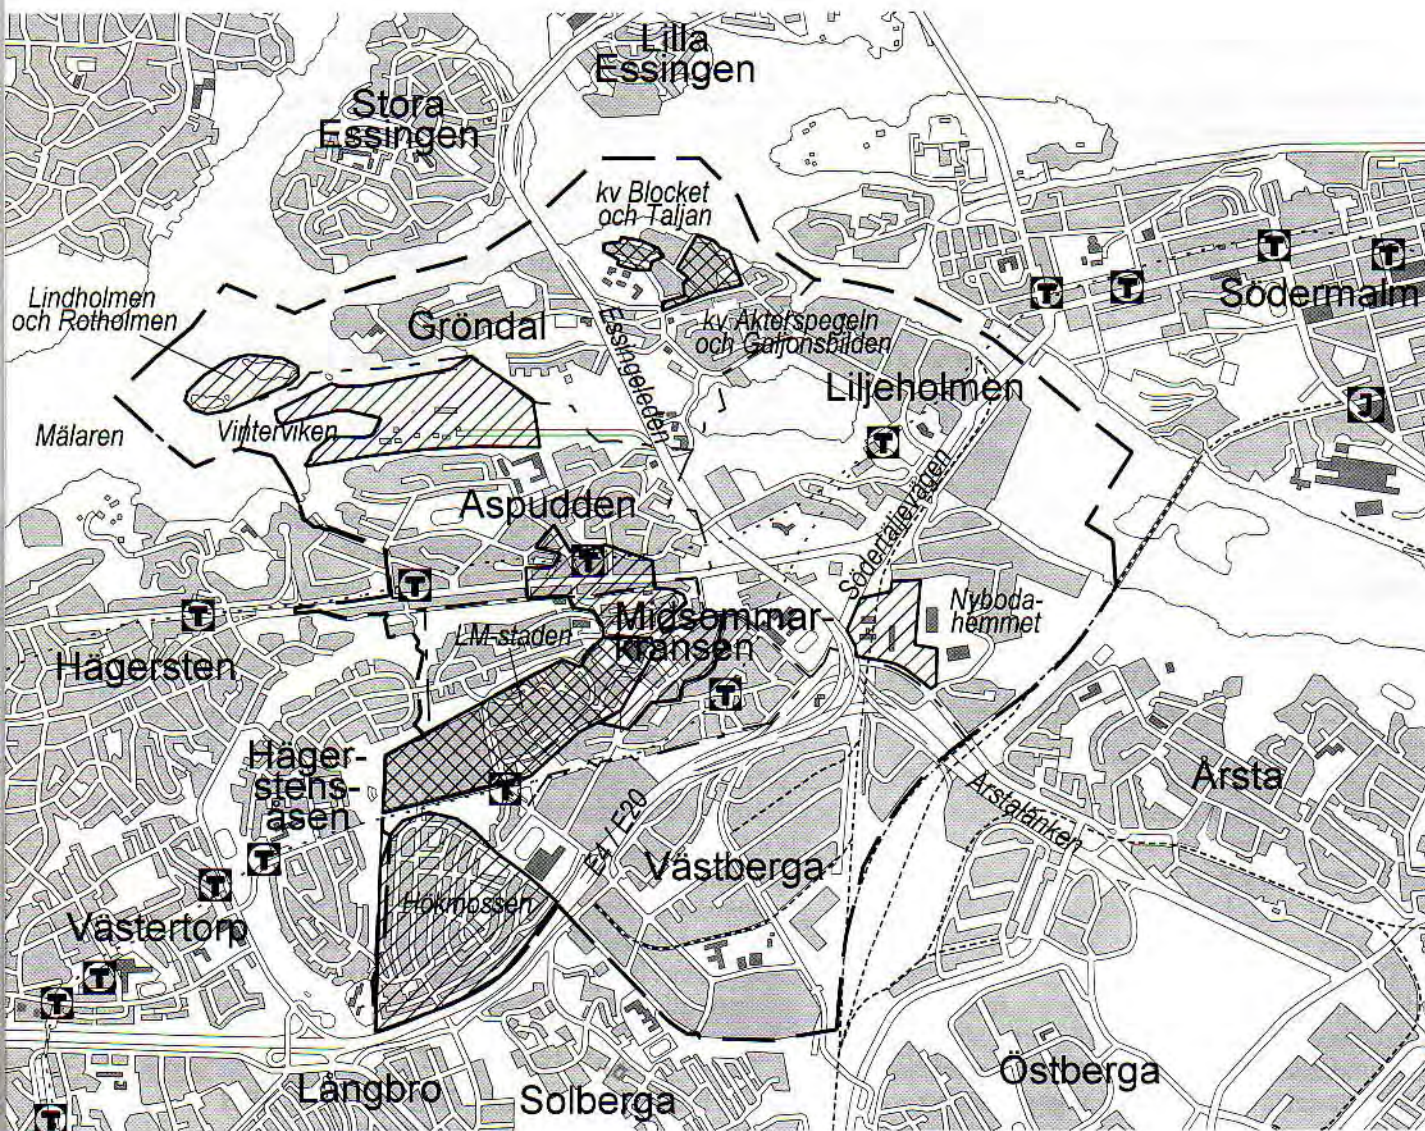 Lilla
Essingen
Stora
Essingen
kv Blocket
och Taljan
Lindholmen
och Rotholmen
Gröndal
Essingeleden
kv Akterspegeln
och Galjonsbilden
Södermalm
Liljeholmen
Mälaren
Vinterviken
J
T
T
T
T
T
Södertäljevägen
Aspudden
T
T
T
Nyboda-
hemmet
LM-staden
Midsommar-
kransen
Hägersten
T
Häger-
stens-
åsen
T
Årsta
Årstalänken
E4 / E20
Västberga
T
T
Hökmossen
Västertorp
T
T
Östberga
Långbro
Solberga
T